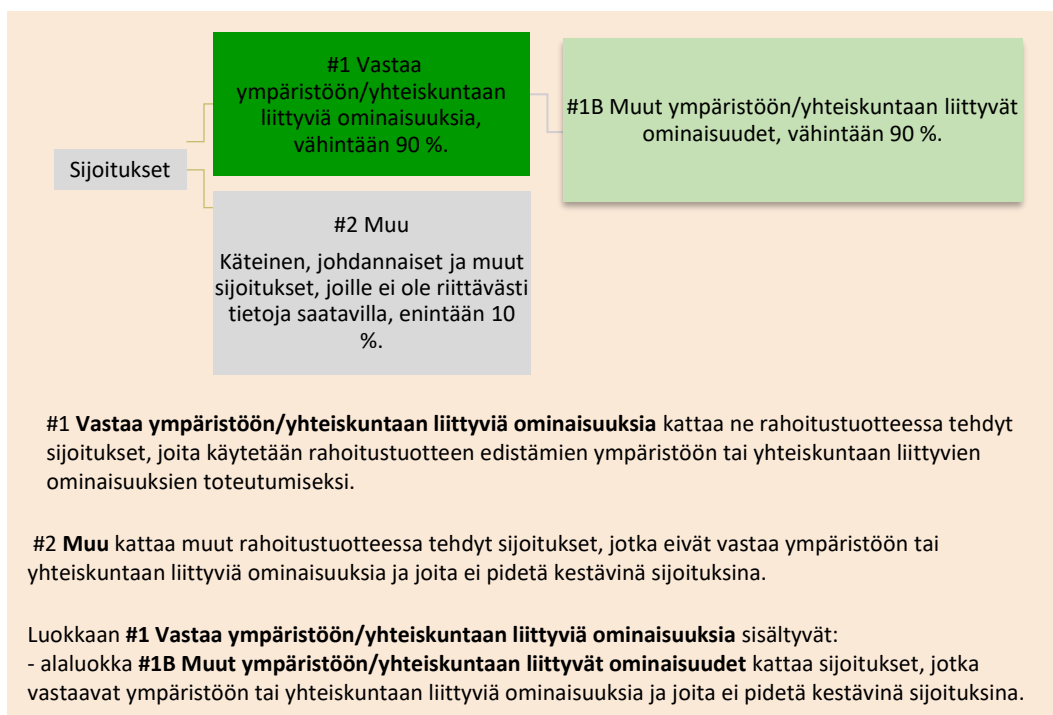 Sijoitukset
#1 Vastaa
ympäristöön/yhteiskuntaan
liittyviä ominaisuuksia,
vähintään 90 %.
#1B Muut ympäristöön/yhteiskuntaan liittyvät
ominaisuudet, vähintään 90 %.
#2 Muu
Käteinen, johdannaiset ja muut
sijoitukset, joille ei ole riittävästi
tietoja saatavilla, enintään 10
%.
#1 Vastaa ympäristöön/yhteiskuntaan liittyviä ominaisuuksia kattaa ne rahoitustuotteessa tehdyt
sijoitukset, joita käytetään rahoitustuotteen edistämien ympäristöön tai yhteiskuntaan liittyvien
ominaisuuksien toteutumiseksi.
#2 Muu kattaa muut rahoitustuotteessa tehdyt sijoitukset, jotka eivät vastaa ympäristöön tai
yhteiskuntaan liittyviä ominaisuuksia ja joita ei pidetä kestävinä sijoituksina.
Luokkaan #1 Vastaa ympäristöön/yhteiskuntaan liittyviä ominaisuuksia sisältyvät:
- alaluokka #1B Muut ympäristöön/yhteiskuntaan liittyvät ominaisuudet kattaa sijoitukset, jotka
vastaavat ympäristöön tai yhteiskuntaan liittyviä ominaisuuksia ja joita ei pidetä kestävinä sijoituksina.